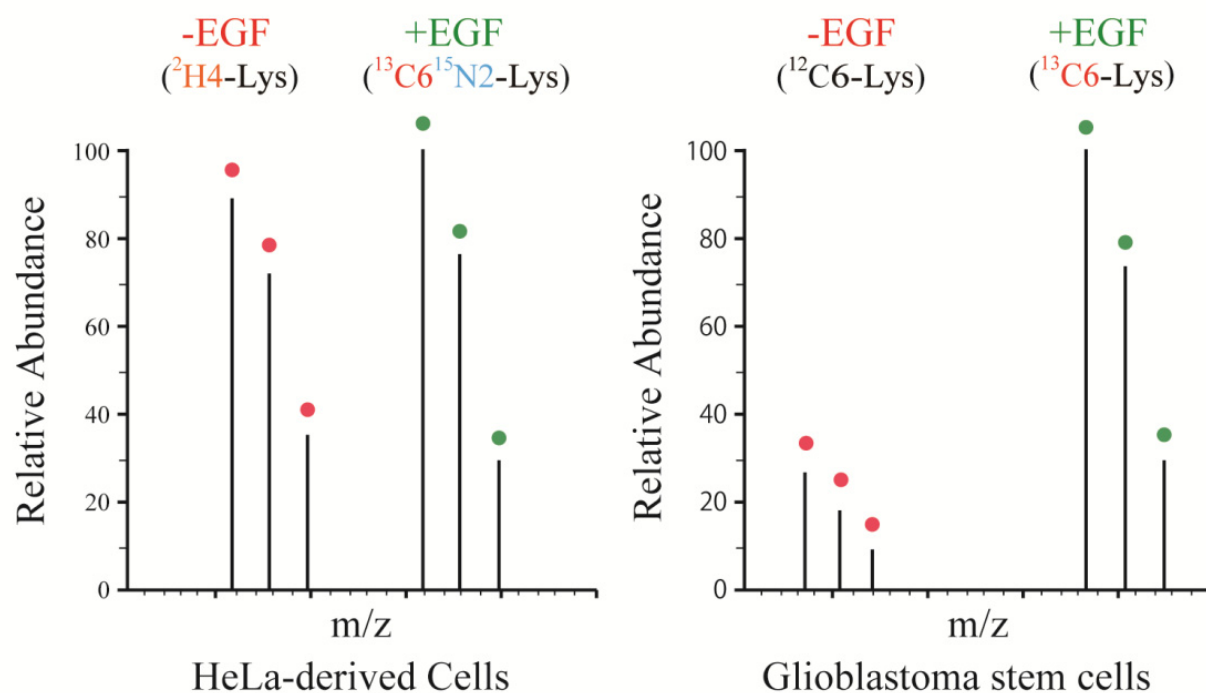 -EGF
(²H4-Lys)
+EGF
(¹³C6¹⁵N2-Lys)
Relative Abundance
100
80
60
40
20
0
m/z
HeLa-derived Cells
-EGF
(¹²C6-Lys)
+EGF
(¹³C6-Lys)
Relative Abundance
100
80
60
40
20
0
m/z
Glioblastoma stem cells